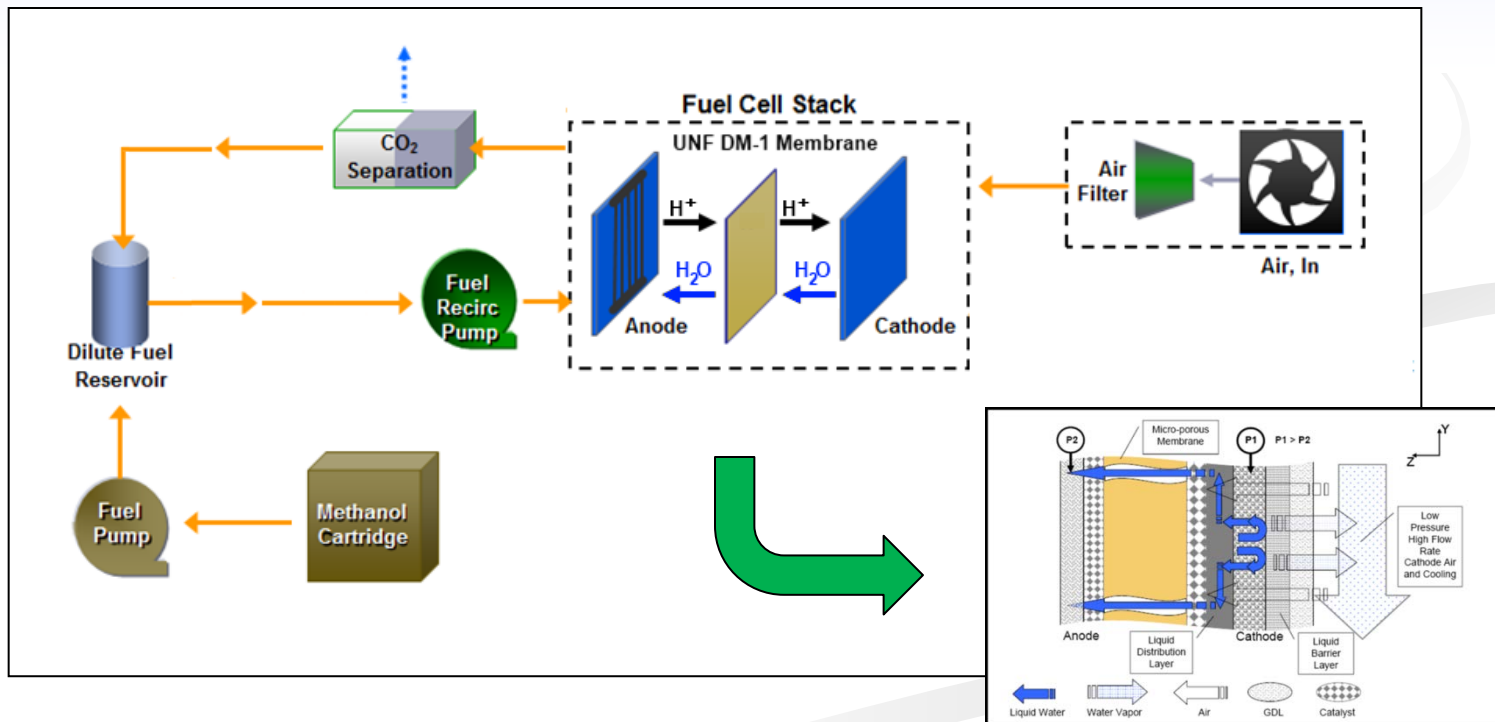 Fuel Cell Stack
UNF DM-1 Membrane
CO2
Separation
H+
H+
H2O
H2O
Anode
Cathode
Air
Filter
Air, In
Fuel
Recirc
Pump
Dilute Fuel
Reservoir
Fuel
Pump
Methanol
Cartridge
P2
Micro-porous
Membrane
P1
P1 > P2
Y
Z
Low
Pressure
High Flow
Rate
Cathode Air
and Cooling
Anode
Liquid
Distribution
Layer
Cathode
Liquid
Barrier
Layer
Liquid Water
Water Vapor
Air
GDL
Catalyst